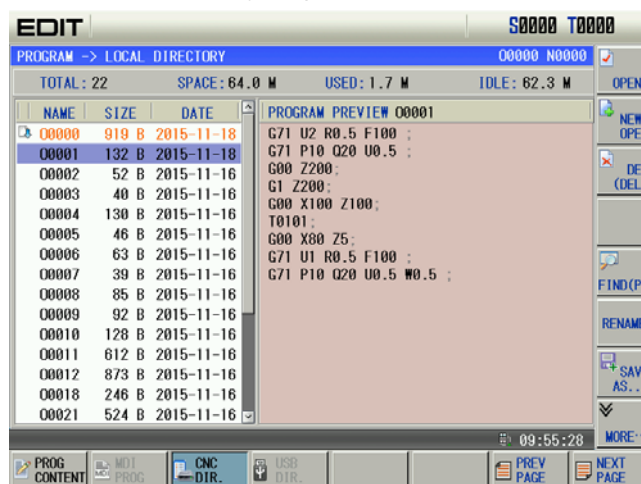 EDIT S0000 T0000
PROGRAM -> LOCAL DIRECTORY O0000 N0000
TOTAL: 22 SPACE: 64.0 M USED: 1.7 M IDLE: 62.3 M
NAME SIZE DATE
O0000 919 B 2015-11-18
O0001 132 B 2015-11-18
O0002 52 B 2015-11-16
O0003 40 B 2015-11-16
O0004 130 B 2015-11-16
O0005 46 B 2015-11-16
O0006 63 B 2015-11-16
O0007 39 B 2015-11-16
O0008 85 B 2015-11-16
O0009 92 B 2015-11-16
O0010 128 B 2015-11-16
O0011 612 B 2015-11-16
O0012 873 B 2015-11-16
O0018 246 B 2015-11-16
O0021 524 B 2015-11-16
PROGRAM PREVIEW O0001
G71 U2 R0.5 F100 ;
G71 P10 Q20 U0.5 ;
G00 Z200;
G1 Z200;
G00 X100 Z100;
T0101;
G00 X80 Z5;
G71 U1 R0.5 F100 ;
G71 P10 Q20 U0.5 W0.5 ;
OPEN
NEW
OPE
DE
(DEL
FIND(P
RENAME
SAV
AS..
MORE··
09:55:28
PROG
CONTENT
MDI
PROG
CNC
DIR.
USB
DIR.
PREV
PAGE
NEXT
PAGE